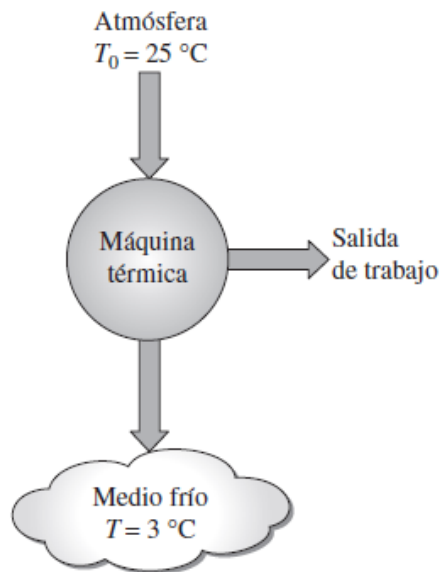 Atmósfera
T₀ = 25 °C
Máquina
térmica
Salida
de trabajo
Medio frío
T = 3 °C